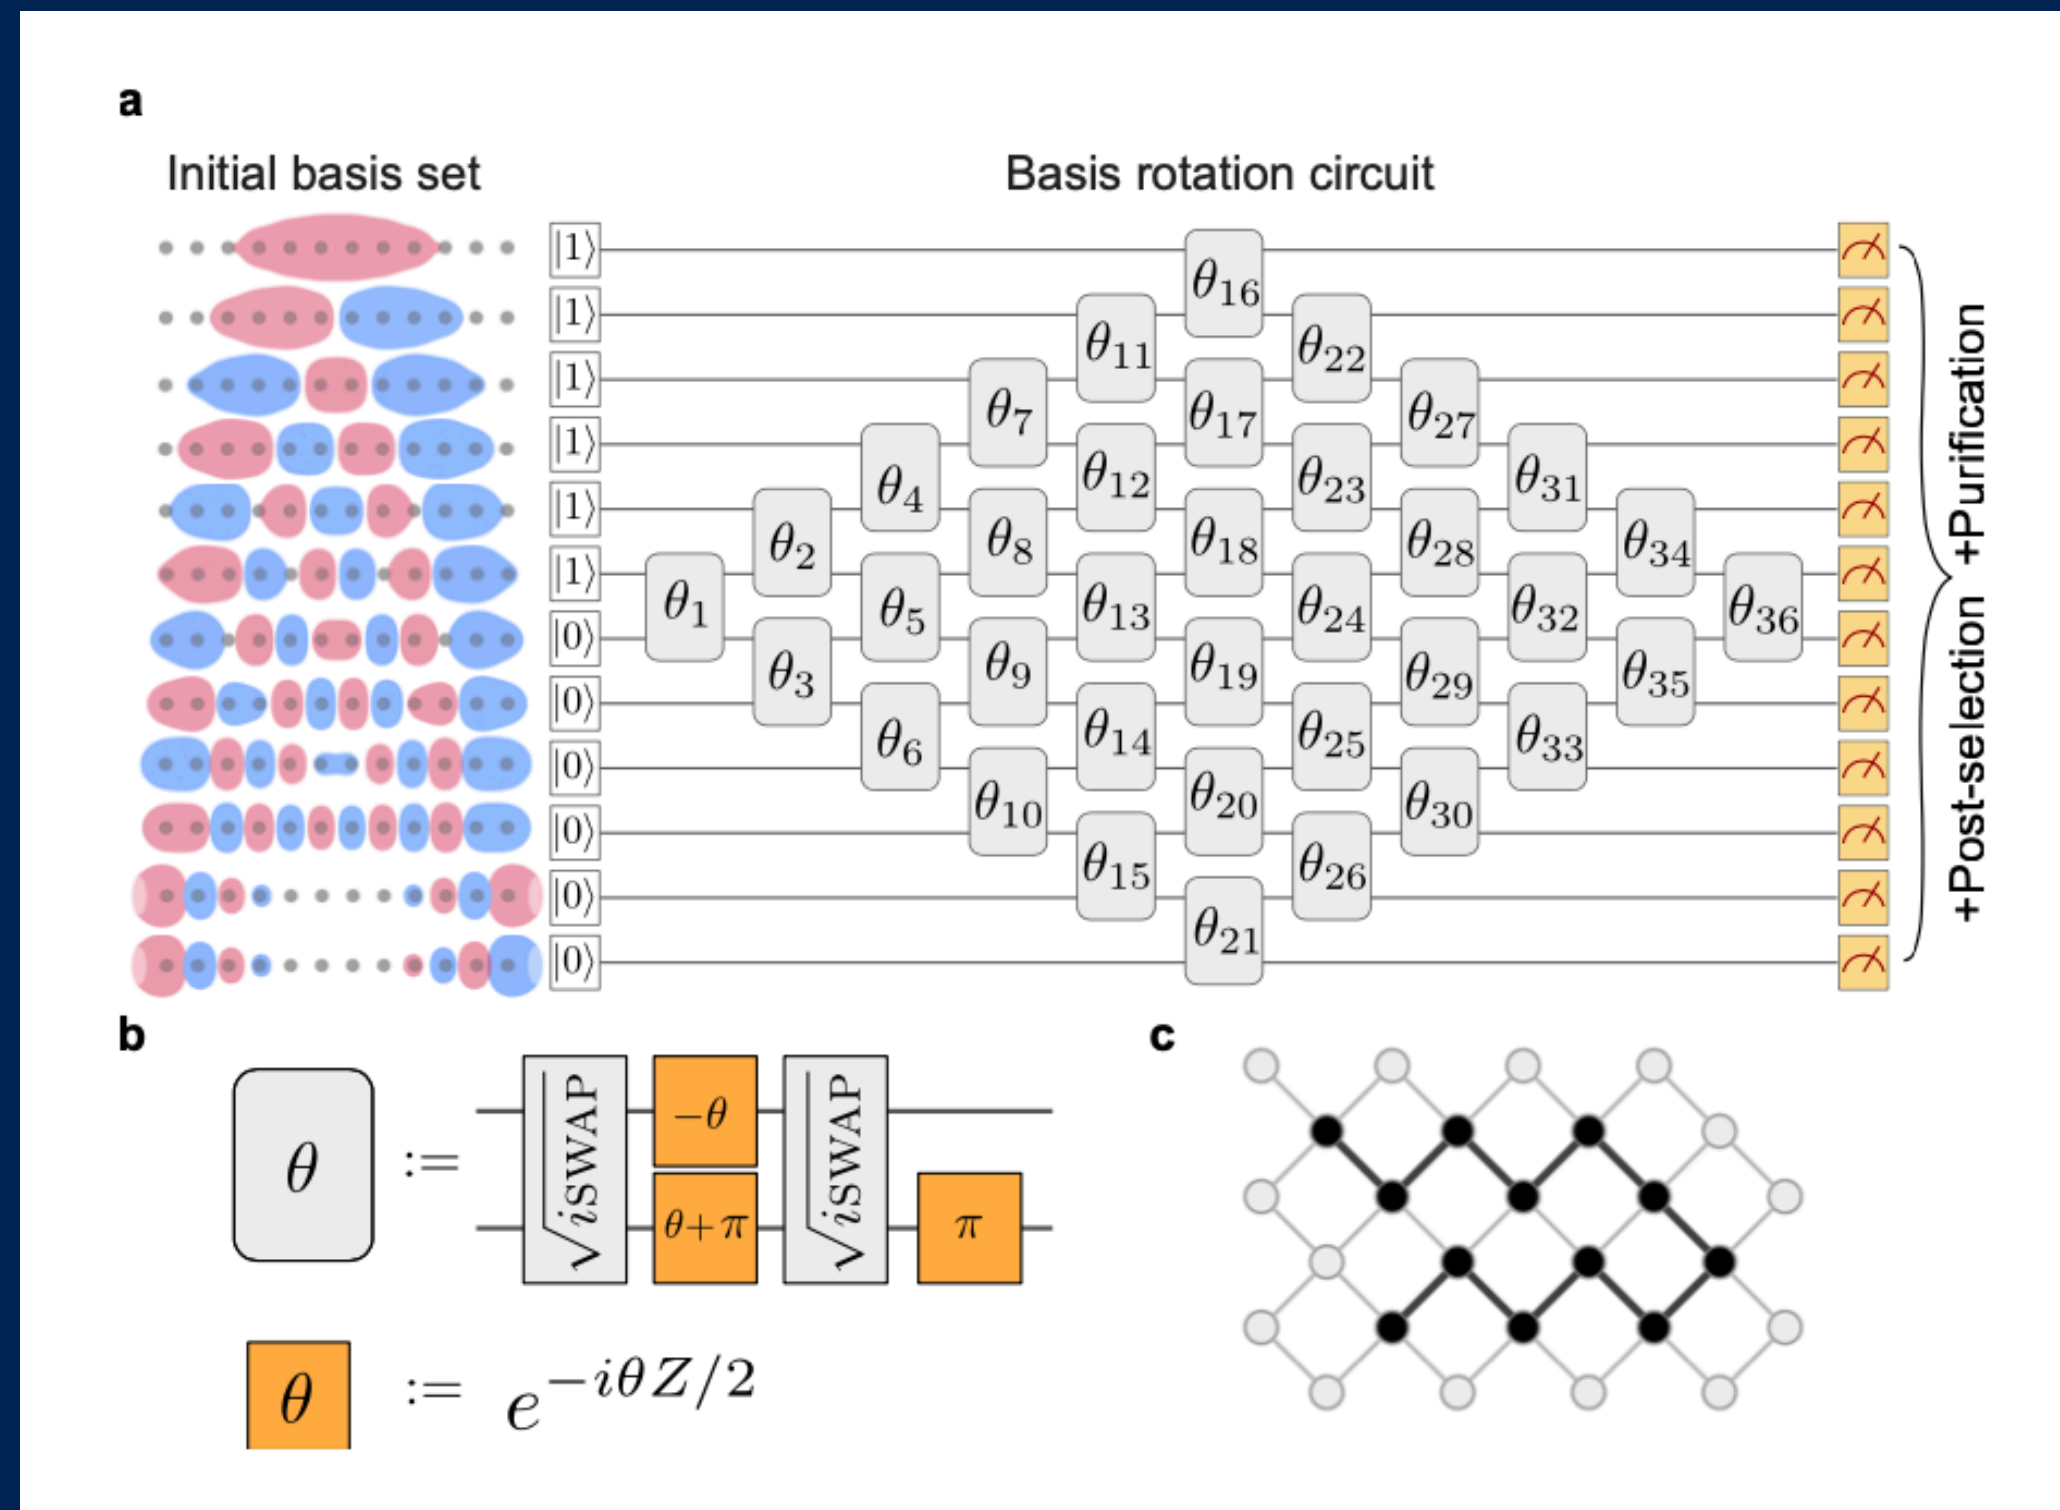 a
Initial basis set
Basis rotation circuit
|1⟩
|1⟩
|1⟩
|1⟩
|1⟩
|1⟩
|0⟩
|0⟩
|0⟩
|0⟩
|0⟩
|0⟩
θ1
θ2
θ3
θ4
θ5
θ6
θ7
θ8
θ9
θ10
θ11
θ12
θ13
θ14
θ15
θ16
θ17
θ18
θ19
θ20
θ21
θ22
θ23
θ24
θ25
θ26
θ27
θ28
θ29
θ30
θ31
θ32
θ33
θ34
θ35
θ36
+Post-selection +Purification
b
θ := √iSWAP −θ θ+π √iSWAP π
θ := e^{−iθZ/2}
c